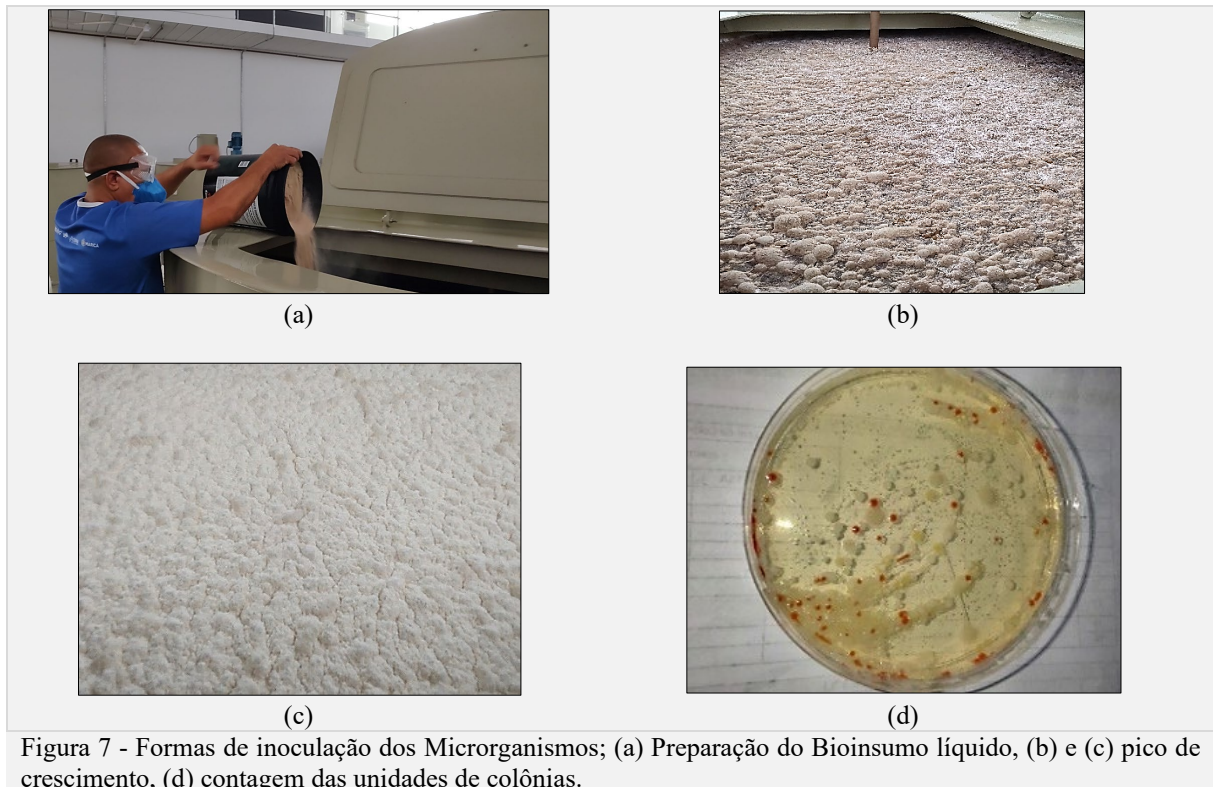 (a)
(b)
(c)
(d)
Figura 7 - Formas de inoculação dos Microrganismos; (a) Preparação do Bioinsumo líquido, (b) e (c) pico de
crescimento, (d) contagem das unidades de colônias.